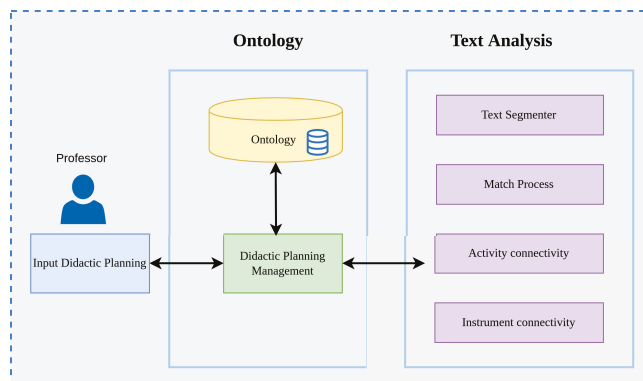 Ontology
Text Analysis
Ontology
Text Segmenter
Professor
Match Process
Input Didactic Planning
Didactic Planning
Management
Activity connectivity
Instrument connectivity